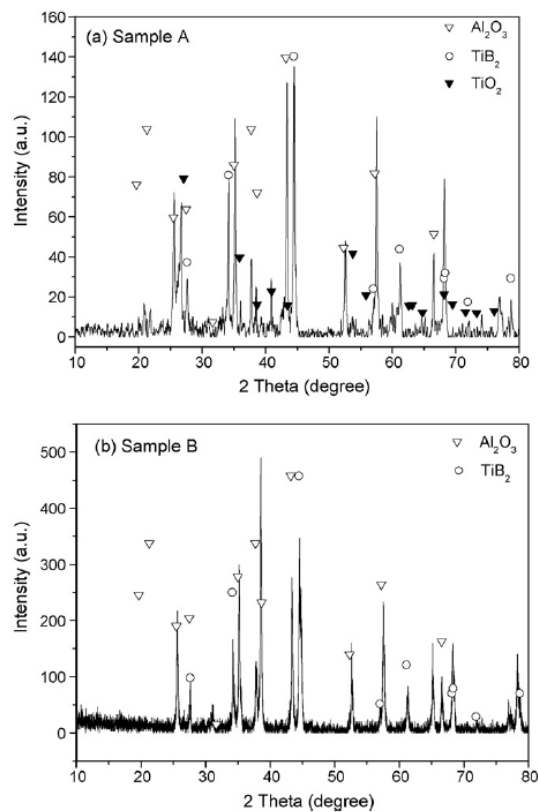 (a) Sample A
Al₂O₃
TiB₂
TiO₂
Intensity (a.u.)
160
140
120
100
80
60
40
20
0
10 20 30 40 50 60 70 80
2 Theta (degree)
(b) Sample B
Al₂O₃
TiB₂
Intensity (a.u.)
500
400
300
200
100
0
10 20 30 40 50 60 70 80
2 Theta (degree)